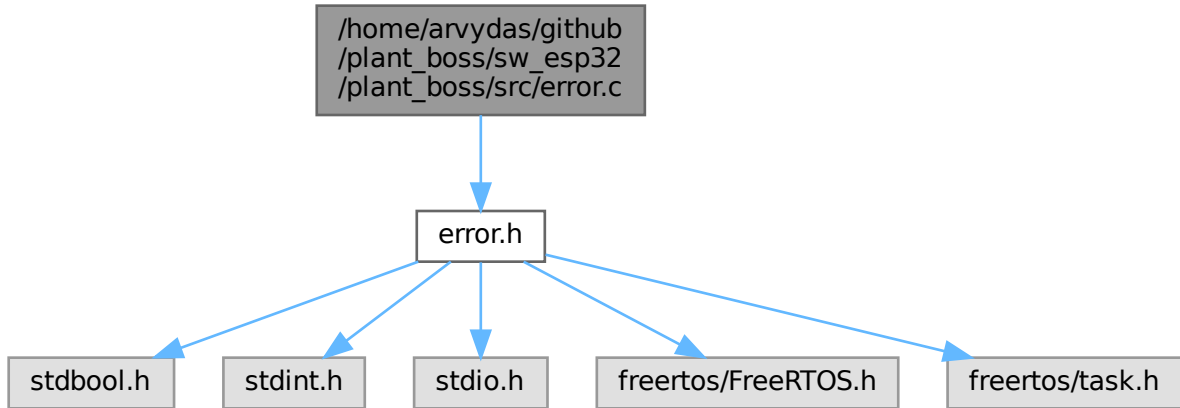 /home/arvydas/github
/plant_boss/sw_esp32
/plant_boss/src/error.c
error.h
stdbool.h
stdint.h
stdio.h
freertos/FreeRTOS.h
freertos/task.h